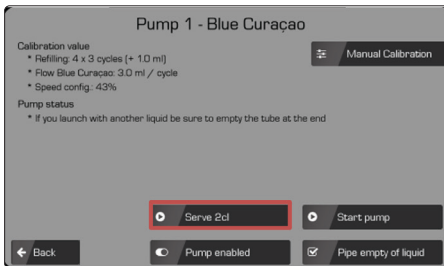 Pump 1 - Blue Curaçao
Calibration value
* Refilling: 4 x 3 cycles (+ 1.0 ml)
* Flow Blue Curaçao: 3.0 ml / cycle
* Speed config.: 43%
Manual Calibration
Pump status
* If you launch with another liquid be sure to empty the tube at the end
Serve 2cl
Start pump
Back
Pump enabled
Pipe empty of liquid